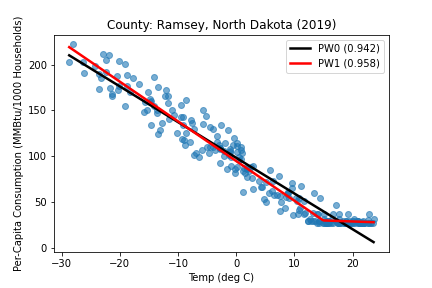 County: Ramsey, North Dakota (2019)
PW0 (0.942)
PW1 (0.958)
Per-Capita Consumption (MMBtu/1000 Households)
200
150
100
50
0
−30
−20
−10
0
10
20
Temp (deg C)